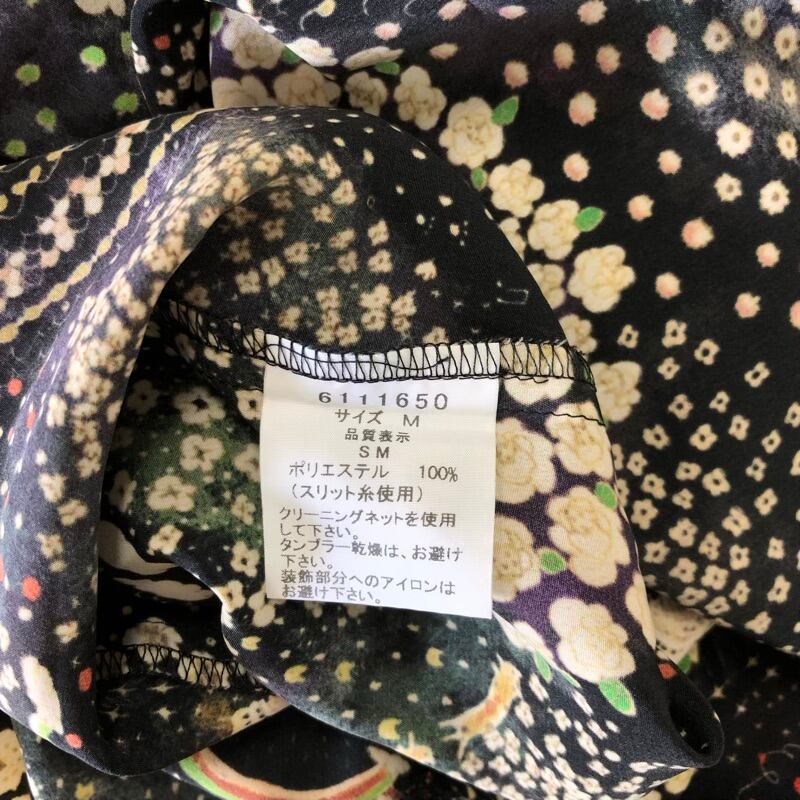 6111650
サイズ M
品質表示
SM
ポリエステル 100%
（スリット糸使用）
クリーニングネットを使用
して下さい。
タンブラー乾燥は、お避け
下さい。
装飾部分へのアイロンは
お避け下さい。